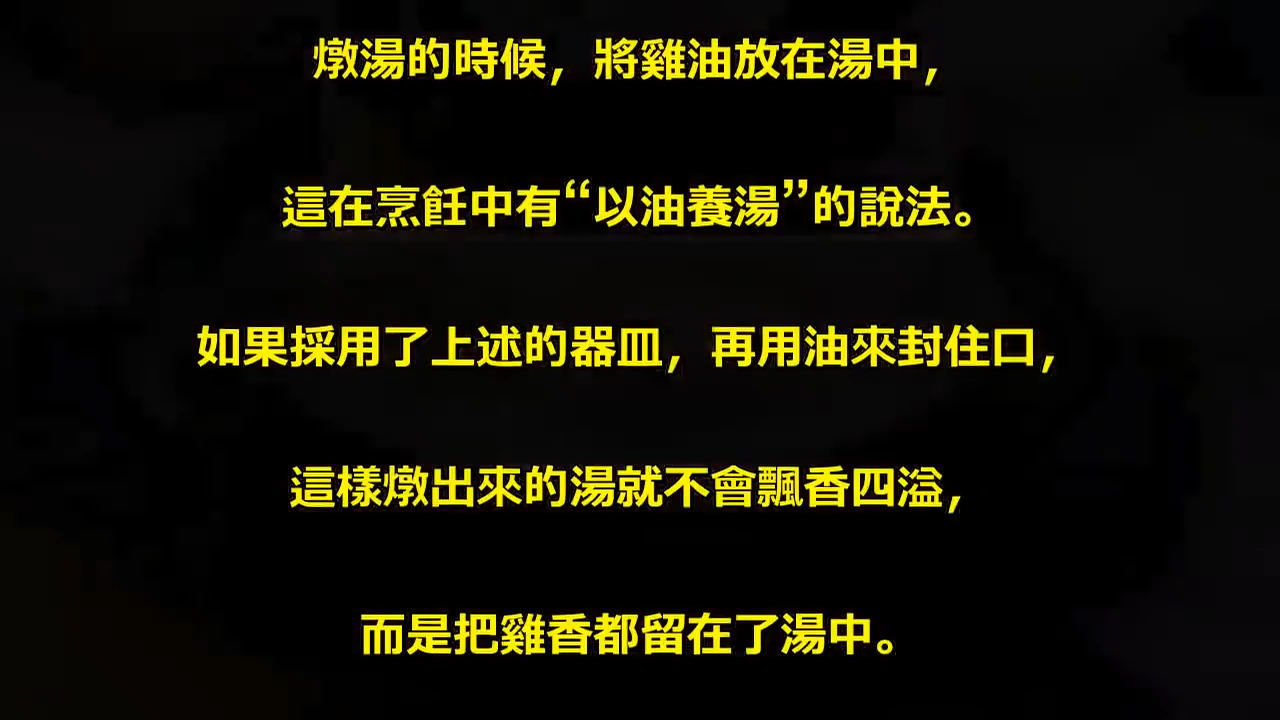 燉湯的時候，將雞油放在湯中，
這在烹飪中有“以油養湯”的說法。
如果採用了上述的器皿，再用油來封住口，
這樣燉出來的湯就不會飄香四溢，
而是把雞香都留在了湯中。